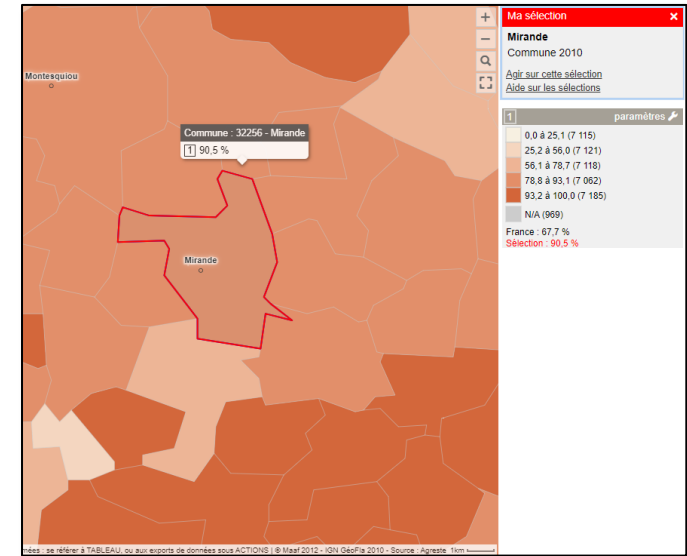 Montesquiou
Commune : 32256 - Mirande
1 90,5 %
Mirande
+
−
Ma sélection ×
Mirande
Commune 2010
Agir sur cette sélection
Aide sur les sélections
1 paramètres
0,0 à 25,1 (7 115)
25,2 à 56,0 (7 121)
56,1 à 78,7 (7 118)
78,8 à 93,1 (7 062)
93,2 à 100,0 (7 185)
N/A (969)
France : 67,7 %
Sélection : 90,5 %
nées : se référer à TABLEAU, ou aux exports de données sous ACTIONS | © Maaf 2012 - IGN GéoFla 2010 - Source : Agreste 1km